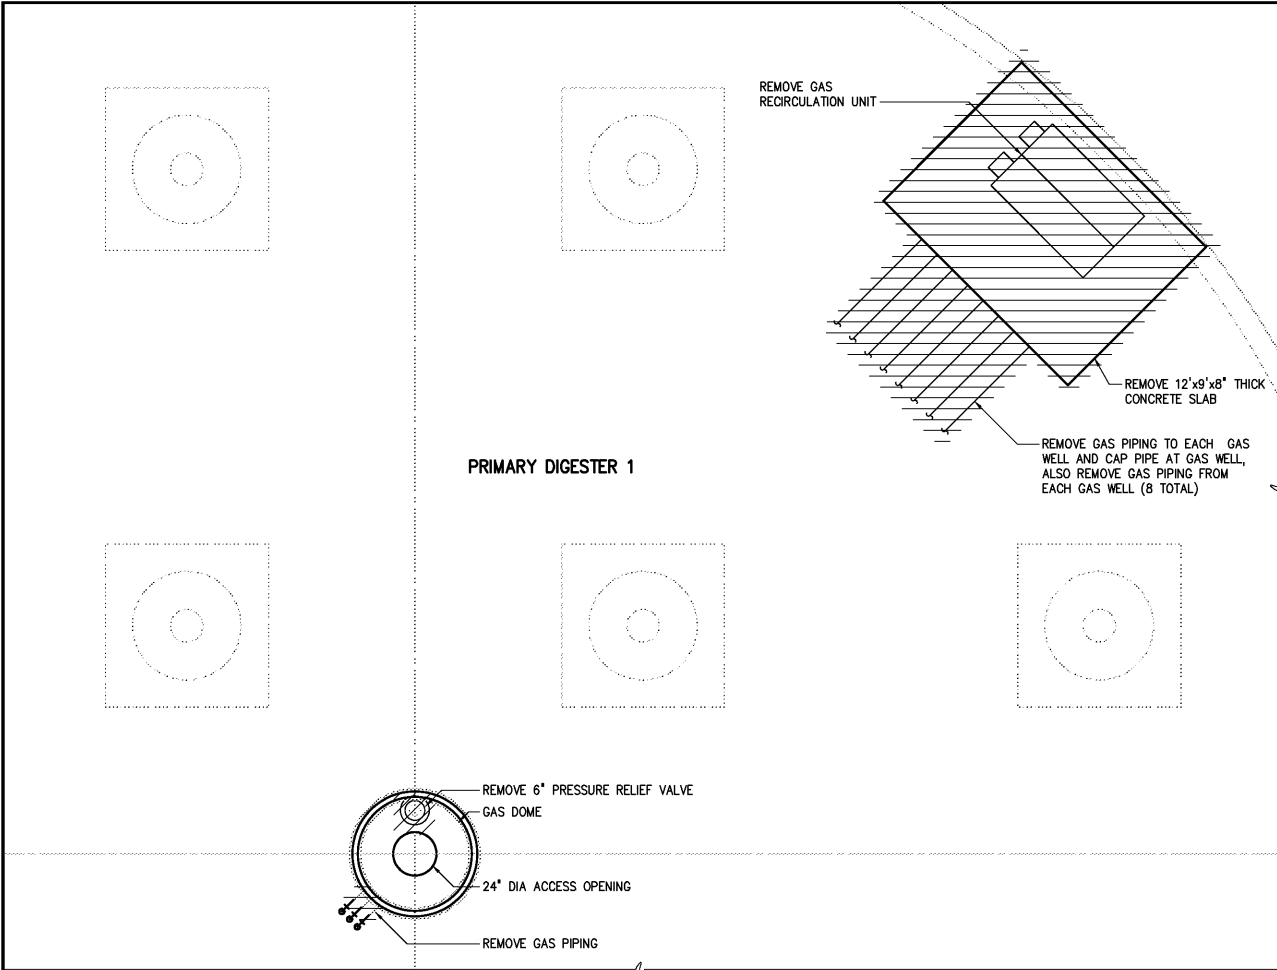 REMOVE GAS
RECIRCULATION UNIT
REMOVE 12'x9'x8" THICK
CONCRETE SLAB
REMOVE GAS PIPING TO EACH GAS
WELL AND CAP PIPE AT GAS WELL,
ALSO REMOVE GAS PIPING FROM
EACH GAS WELL (8 TOTAL)
PRIMARY DIGESTER 1
REMOVE 6" PRESSURE RELIEF VALVE
GAS DOME
24" DIA ACCESS OPENING
REMOVE GAS PIPING